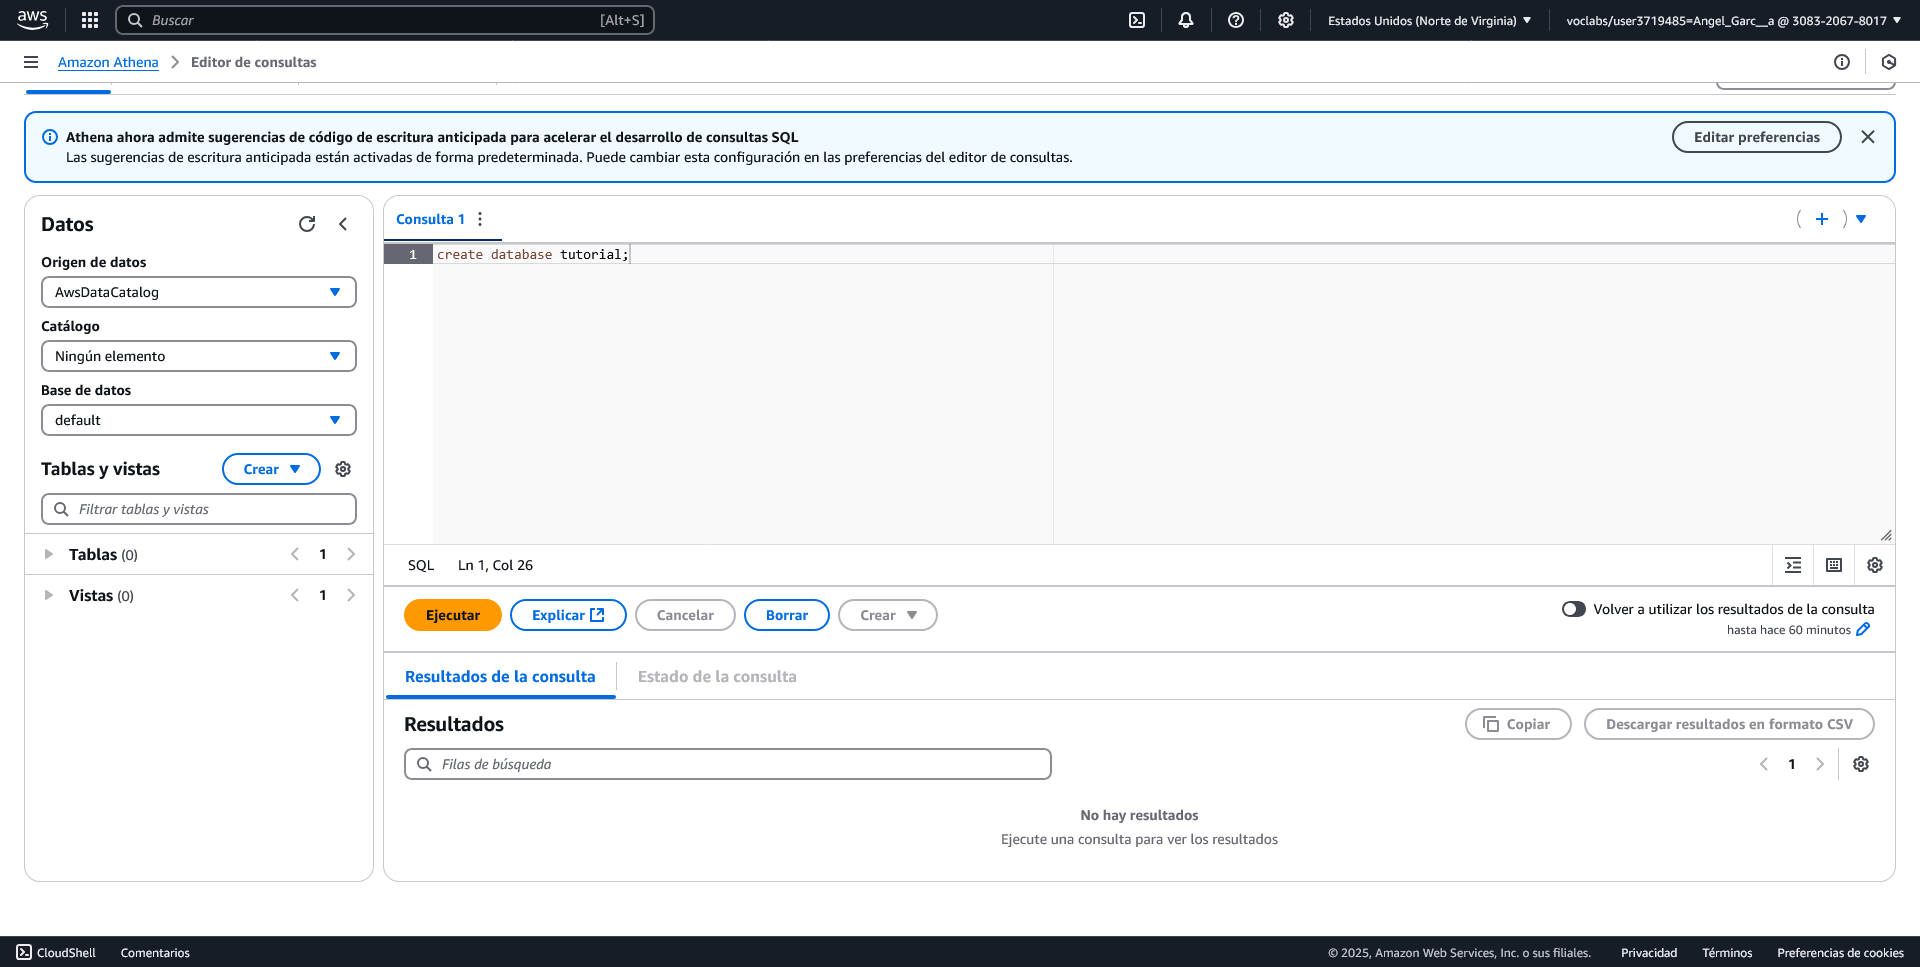 aws
Buscar [Alt+S]
Estados Unidos (Norte de Virginia)
voclabs/user3719485=Angel_Garc__a @ 3083-2067-8017
Amazon Athena
Editor de consultas
Athena ahora admite sugerencias de código de escritura anticipada para acelerar el desarrollo de consultas SQL
Las sugerencias de escritura anticipada están activadas de forma predeterminada. Puede cambiar esta configuración en las preferencias del editor de consultas.
Editar preferencias
Datos
Origen de datos
AwsDataCatalog
Catálogo
Ningún elemento
Base de datos
default
Tablas y vistas
Crear
Filtrar tablas y vistas
Tablas (0)
1
Vistas (0)
1
Consulta 1
1 create database tutorial;
SQL Ln 1, Col 26
Ejecutar
Explicar
Cancelar
Borrar
Crear
Volver a utilizar los resultados de la consulta
hasta hace 60 minutos
Resultados de la consulta
Estado de la consulta
Resultados
Copiar
Descargar resultados en formato CSV
Filas de búsqueda
1
No hay resultados
Ejecute una consulta para ver los resultados
CloudShell
Comentarios
© 2025, Amazon Web Services, Inc. o sus filiales.
Privacidad
Términos
Preferencias de cookies